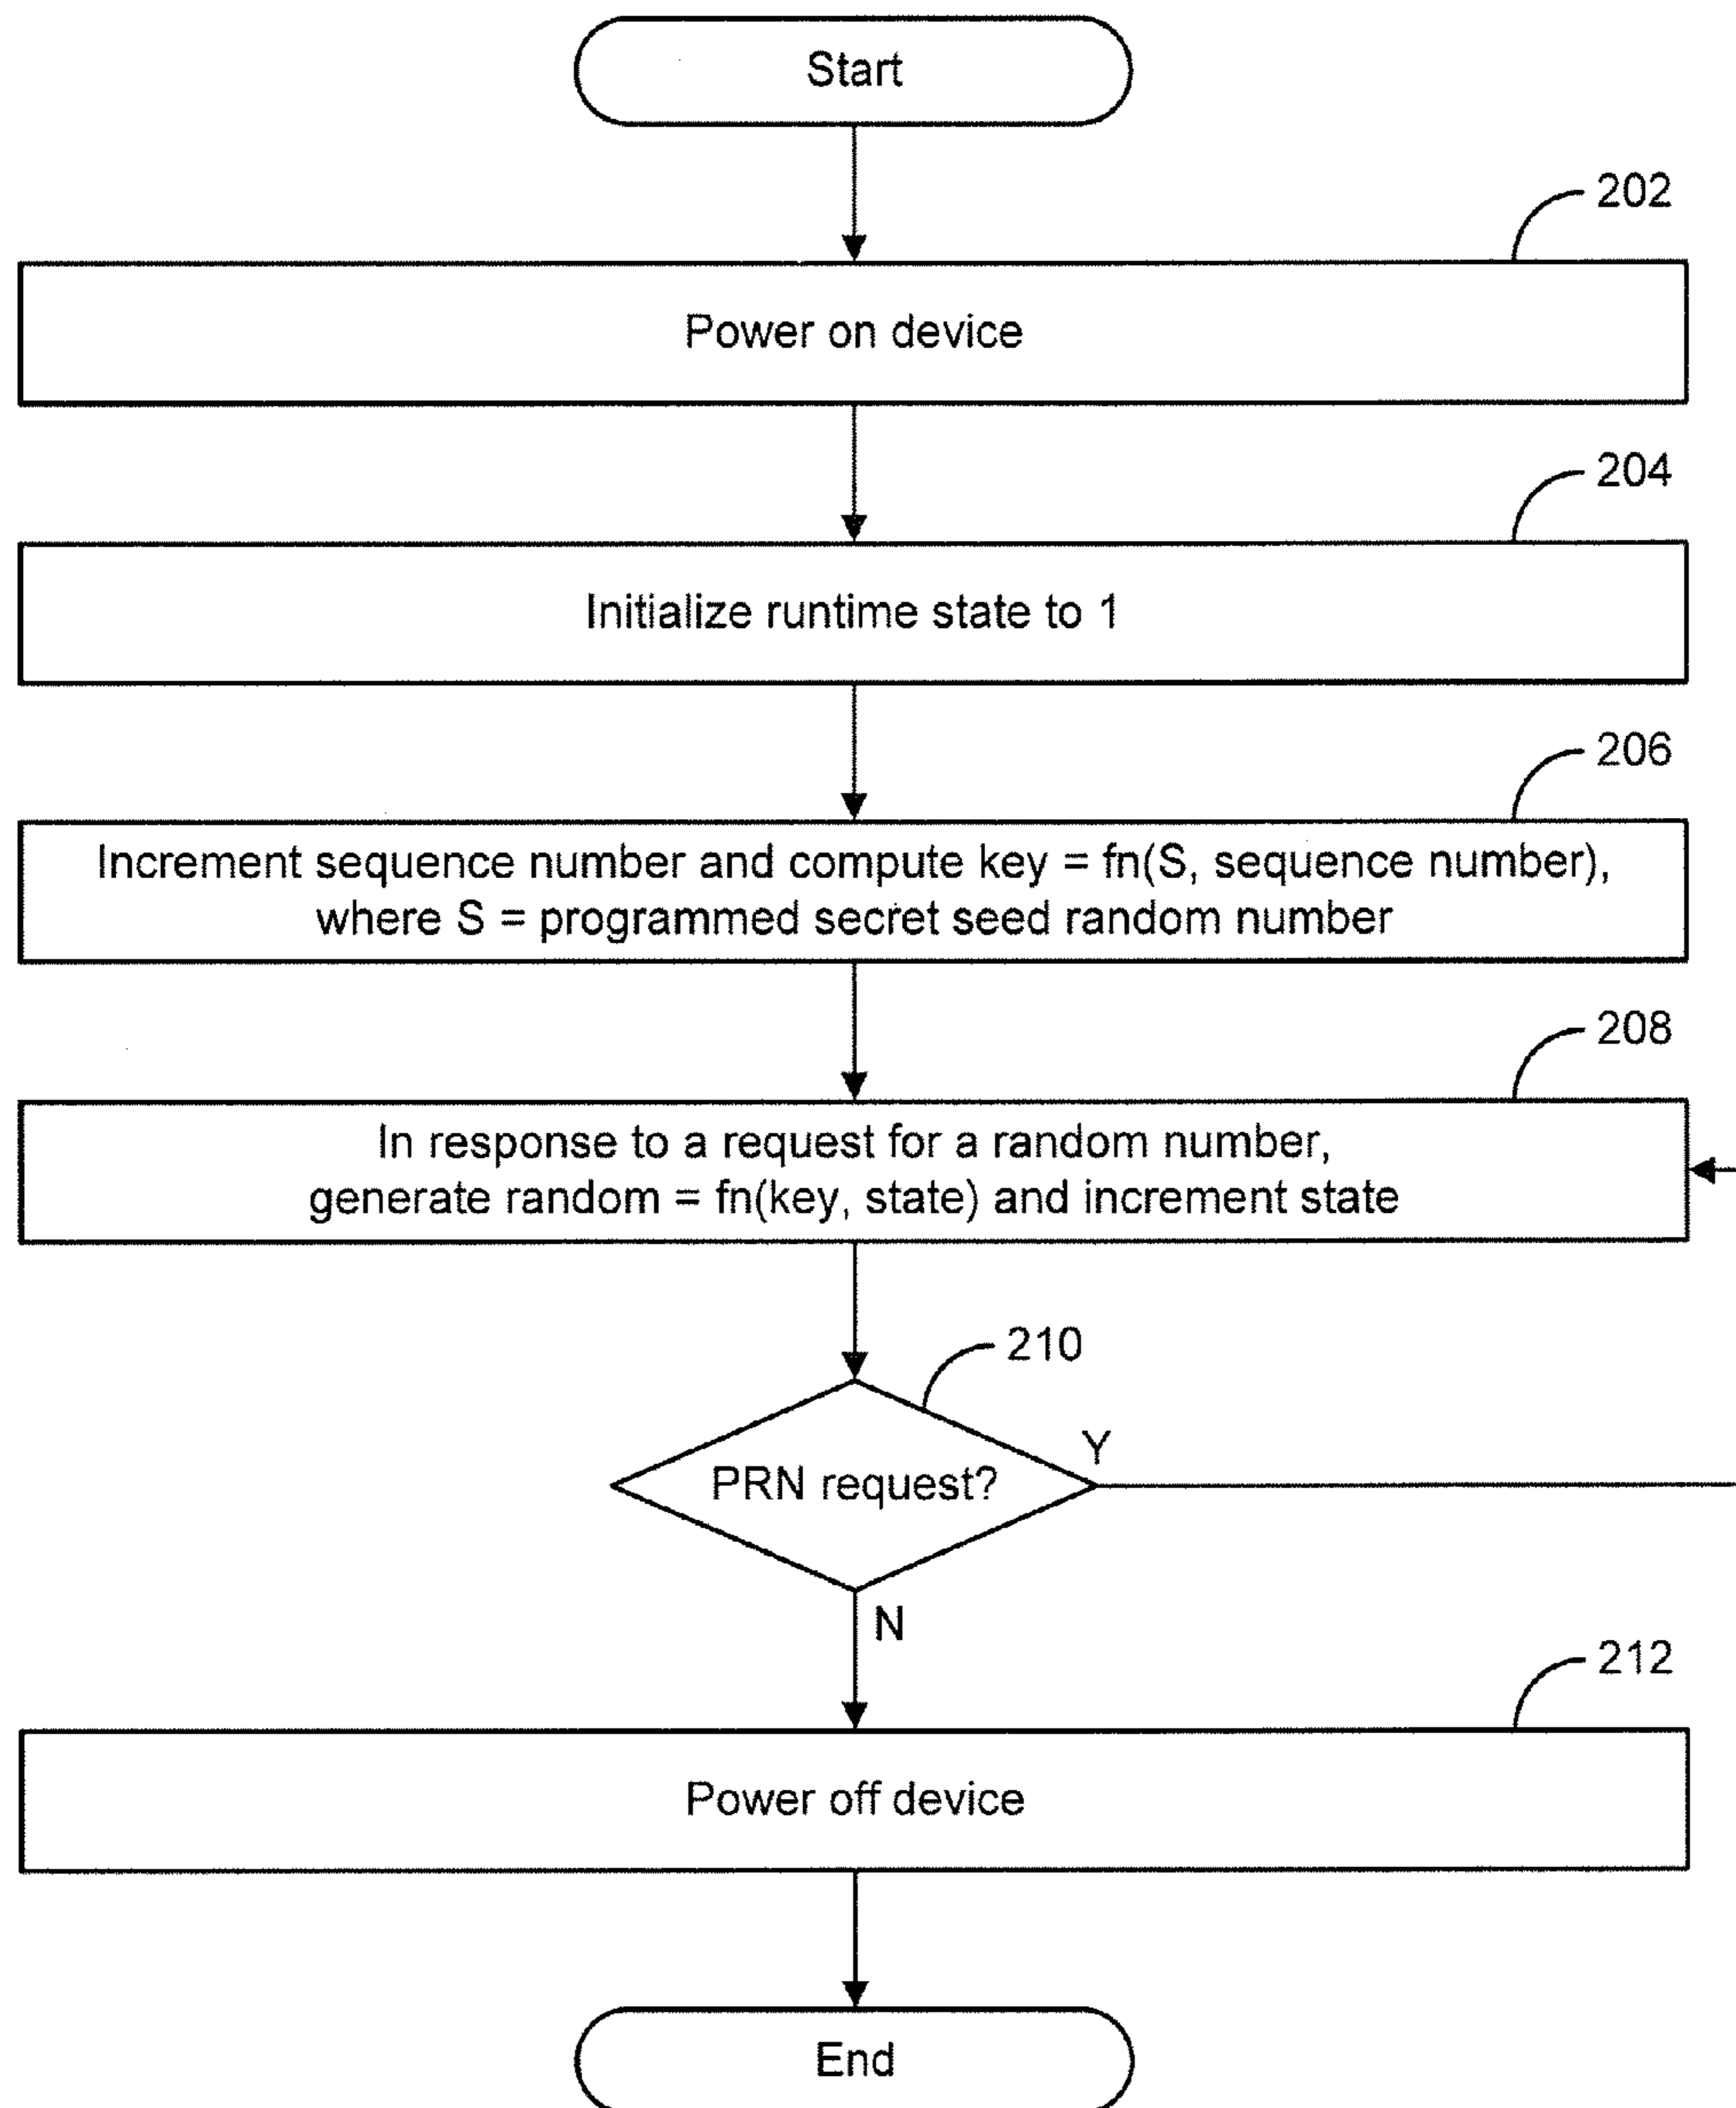 Start
202
Power on device
204
Initialize runtime state to 1
206
Increment sequence number and compute key = fn(S, sequence number),
where S = programmed secret seed random number
208
In response to a request for a random number,
generate random = fn(key, state) and increment state
210
PRN request?
Y
N
212
Power off device
End